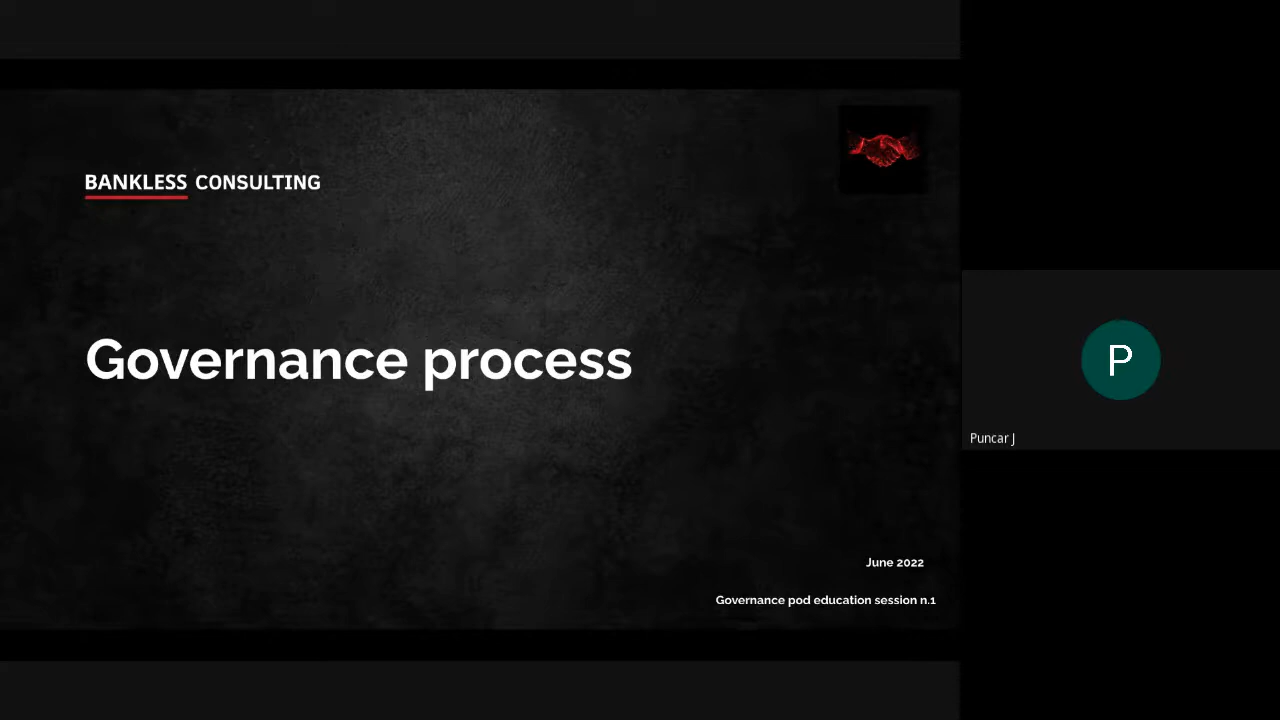 BANKLESS CONSULTING
Governance process
June 2022
Governance pod education session n.1
P
Puncar J